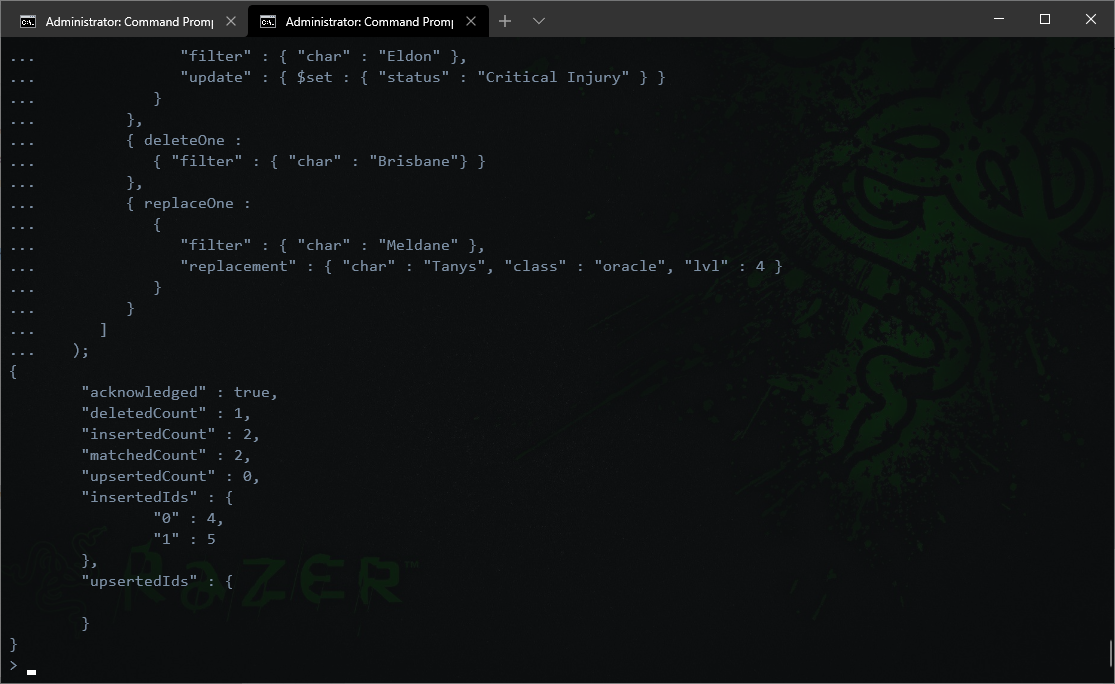 Administrator: Command Promp
Administrator: Command Promp
... "filter" : { "char" : "Eldon" },
... "update" : { $set : { "status" : "Critical Injury" } }
... }
... },
... { deleteOne :
... { "filter" : { "char" : "Brisbane"} }
... },
... { replaceOne :
... {
... "filter" : { "char" : "Meldane" },
... "replacement" : { "char" : "Tanys", "class" : "oracle", "lvl" : 4 }
... }
... }
... ]
... );
{
"acknowledged" : true,
"deletedCount" : 1,
"insertedCount" : 2,
"matchedCount" : 2,
"upsertedCount" : 0,
"insertedIds" : {
"0" : 4,
"1" : 5
},
"upsertedIds" : {
}
}
>
RAZER™